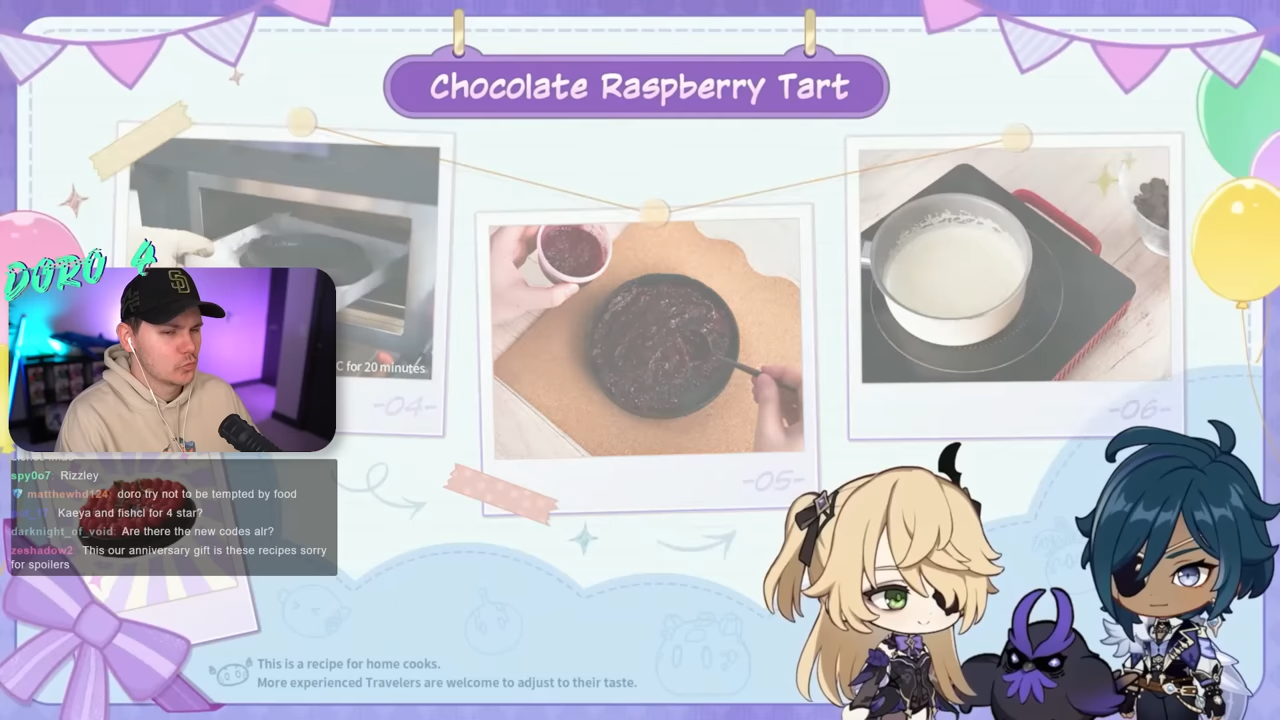 Chocolate Raspberry Tart
DORO 4
C for 20 minutes
-04-
-05-
-06-
spy0o7: Rizzley
matthewhd124: doro try not to be tempted by food
Kaeya and fishcl for 4 star?
darknight_of_void: Are there the new codes alr?
zeshadow2 This our anniversary gift is these recipes sorry
for spoilers
This is a recipe for home cooks.
More experienced Travelers are welcome to adjust to their taste.